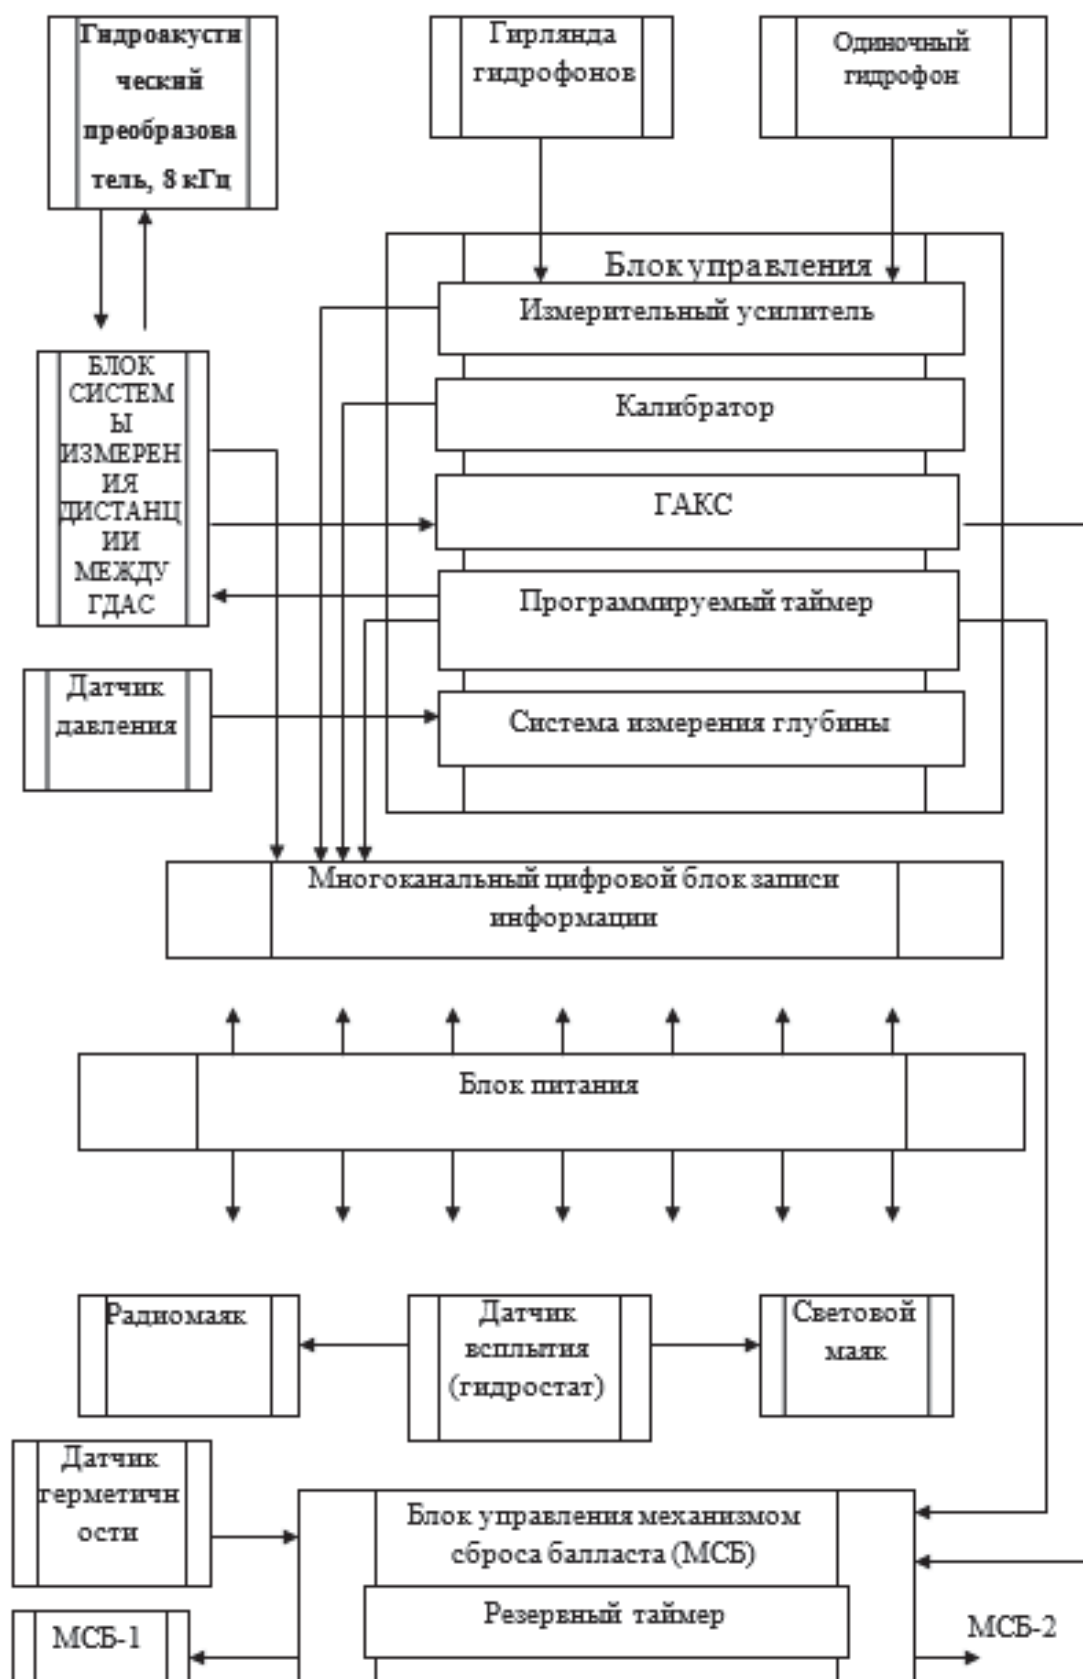 Гидроакусти
ческий
преобразова
тель, 8 кГц
Гирлянда
гидрофонов
Одиночный
гидрофон
Блок управления
Измерительный усилитель
Калибратор
ГАКС
Программируемый таймер
Система измерения глубины
БЛОК
СИСТЕМ
Ы
ИЗМЕРЕН
ИЯ
ДИСТАНЦ
ИИ
МЕЖДУ
ГДАС
Датчик
давления
Многоканальный цифровой блок записи
информации
Блок питания
Радиомаяк
Датчик
всплытия
(гидростат)
Световой
маяк
Датчик
герметичн
ости
Блок управления механизмом
сброса балласта (МСБ)
Резервный таймер
МСБ-1
МСБ-2